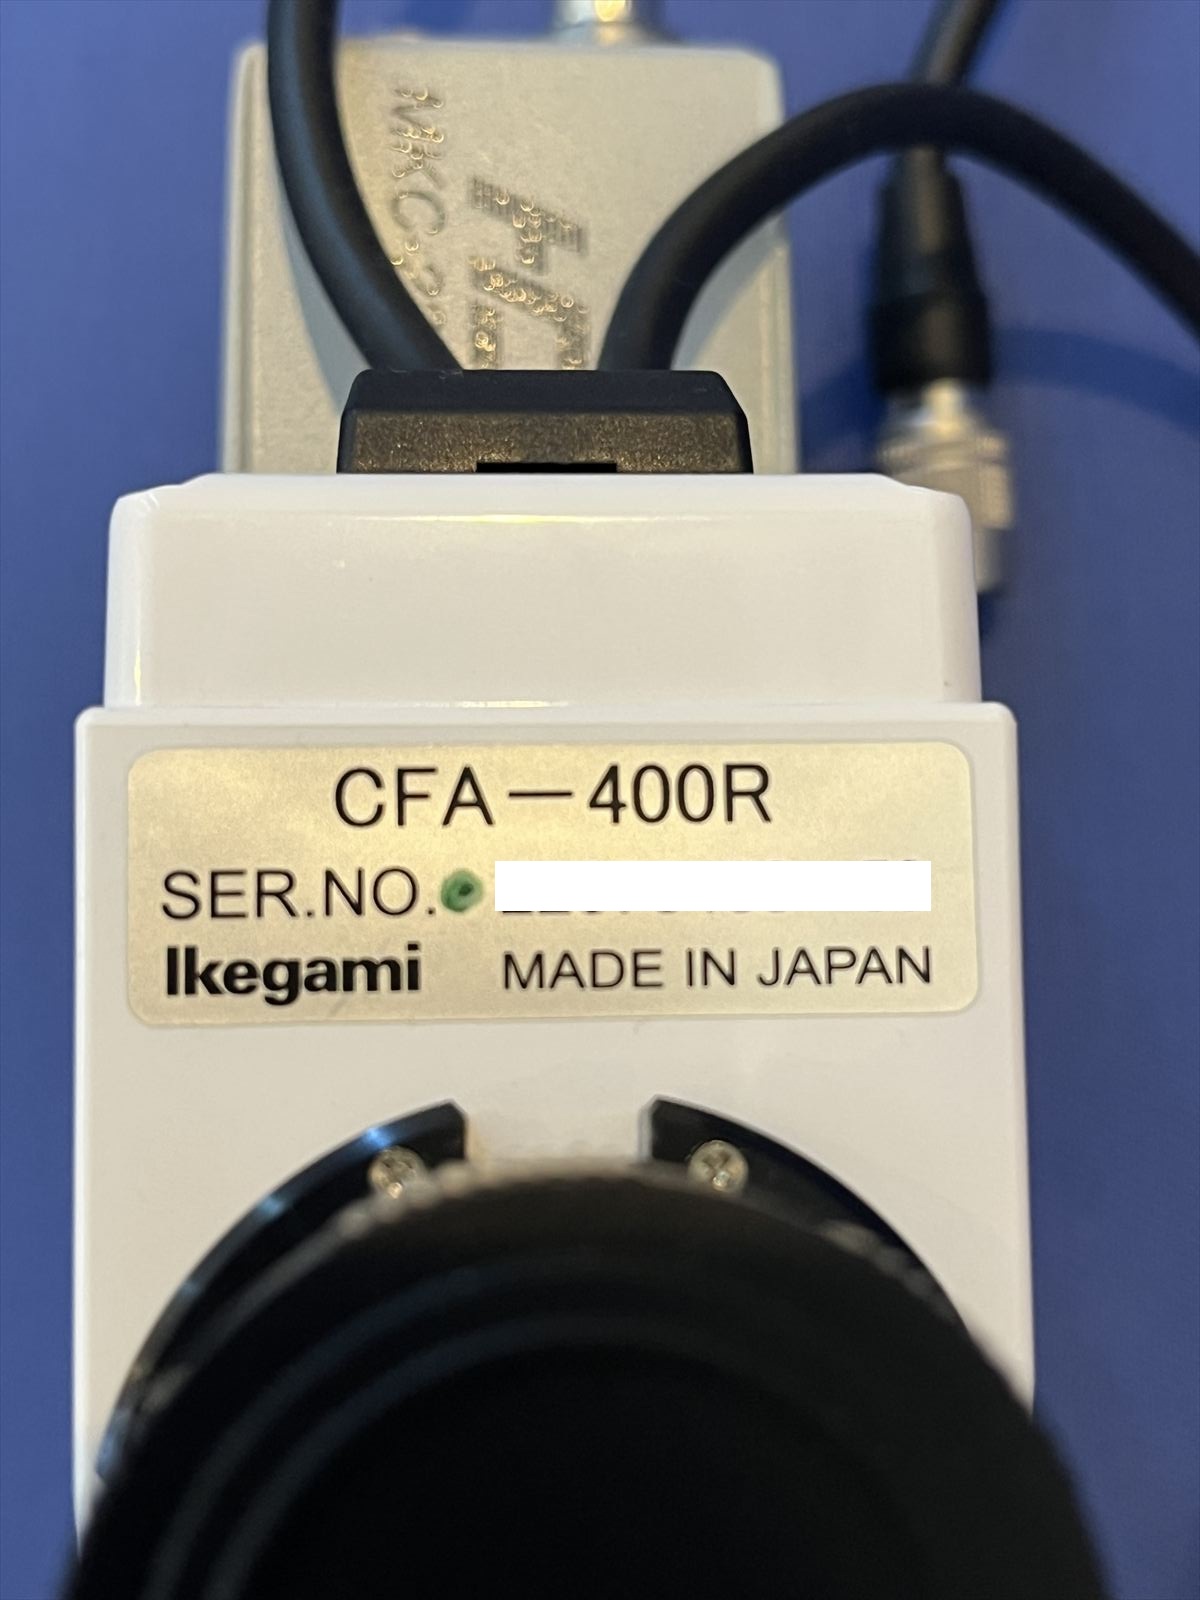 CFA-400R
SER.NO.
Ikegami MADE IN JAPAN